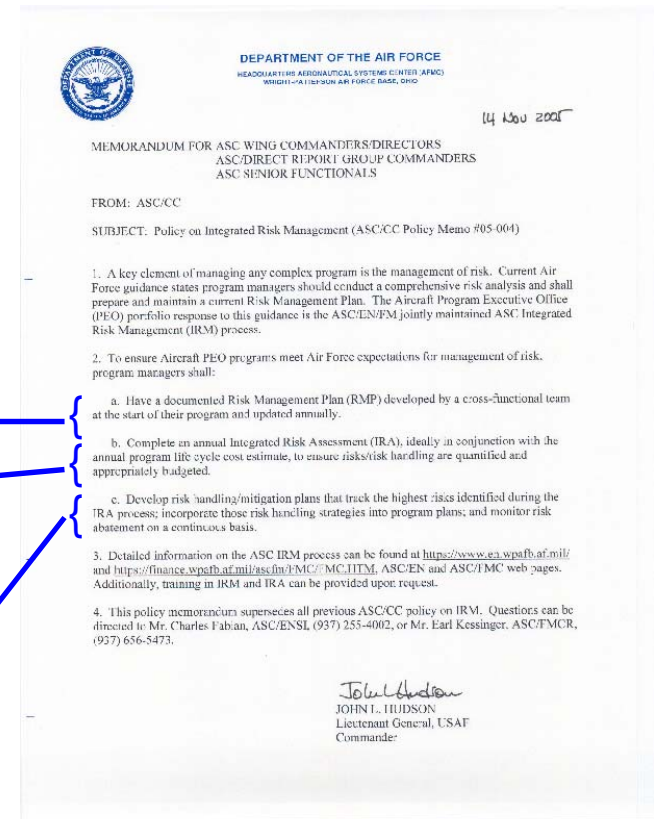 DEPARTMENT OF THE AIR FORCE
HEADQUARTERS AERONAUTICAL SYSTEMS CENTER (AFMC)
WRIGHT-PATTERSON AIR FORCE BASE, OHIO
14 Nov 2005
MEMORANDUM FOR ASC WING COMMANDERS/DIRECTORS
ASC/DIRECT REPORT GROUP COMMANDERS
ASC SENIOR FUNCTIONALS
FROM: ASC/CC
SUBJECT: Policy on Integrated Risk Management (ASC/CC Policy Memo #05-004)
1. A key element of managing any complex program is the management of risk. Current Air
Force guidance states program managers should conduct a comprehensive risk analysis and shall
prepare and maintain a current Risk Management Plan. The Aircraft Program Executive Office
(PEO) portfolio response to this guidance is the ASC/EN/FM jointly maintained ASC Integrated
Risk Management (IRM) process.
2. To ensure Aircraft PEO programs meet Air Force expectations for management of risk,
program managers shall:
a. Have a documented Risk Management Plan (RMP) developed by a cross-functional team
at the start of their program and updated annually.
b. Complete an annual Integrated Risk Assessment (IRA), ideally in conjunction with the
annual program life cycle cost estimate, to ensure risks/risk handling are quantified and
appropriately budgeted.
c. Develop risk handling/mitigation plans that track the highest risks identified during the
IRA process; incorporate those risk handling strategies into program plans; and monitor risk
abatement on a continuous basis.
3. Detailed information on the ASC IRM process can be found at https://www.en.wpafb.af.mil/
and https://finance.wpafb.af.mil/ascfm/FMC/FMC.HTM, ASC/EN and ASC/FMC web pages.
Additionally, training in IRM and IRA can be provided upon request.
4. This policy memorandum supersedes all previous ASC/CC policy on IRM. Questions can be
directed to Mr. Charles Fabian, ASC/ENSI, (937) 255-4002, or Mr. Earl Kessinger, ASC/FMCR,
(937) 656-5473.
John L Hudson
JOHN L. HUDSON
Lieutenant General, USAF
Commander